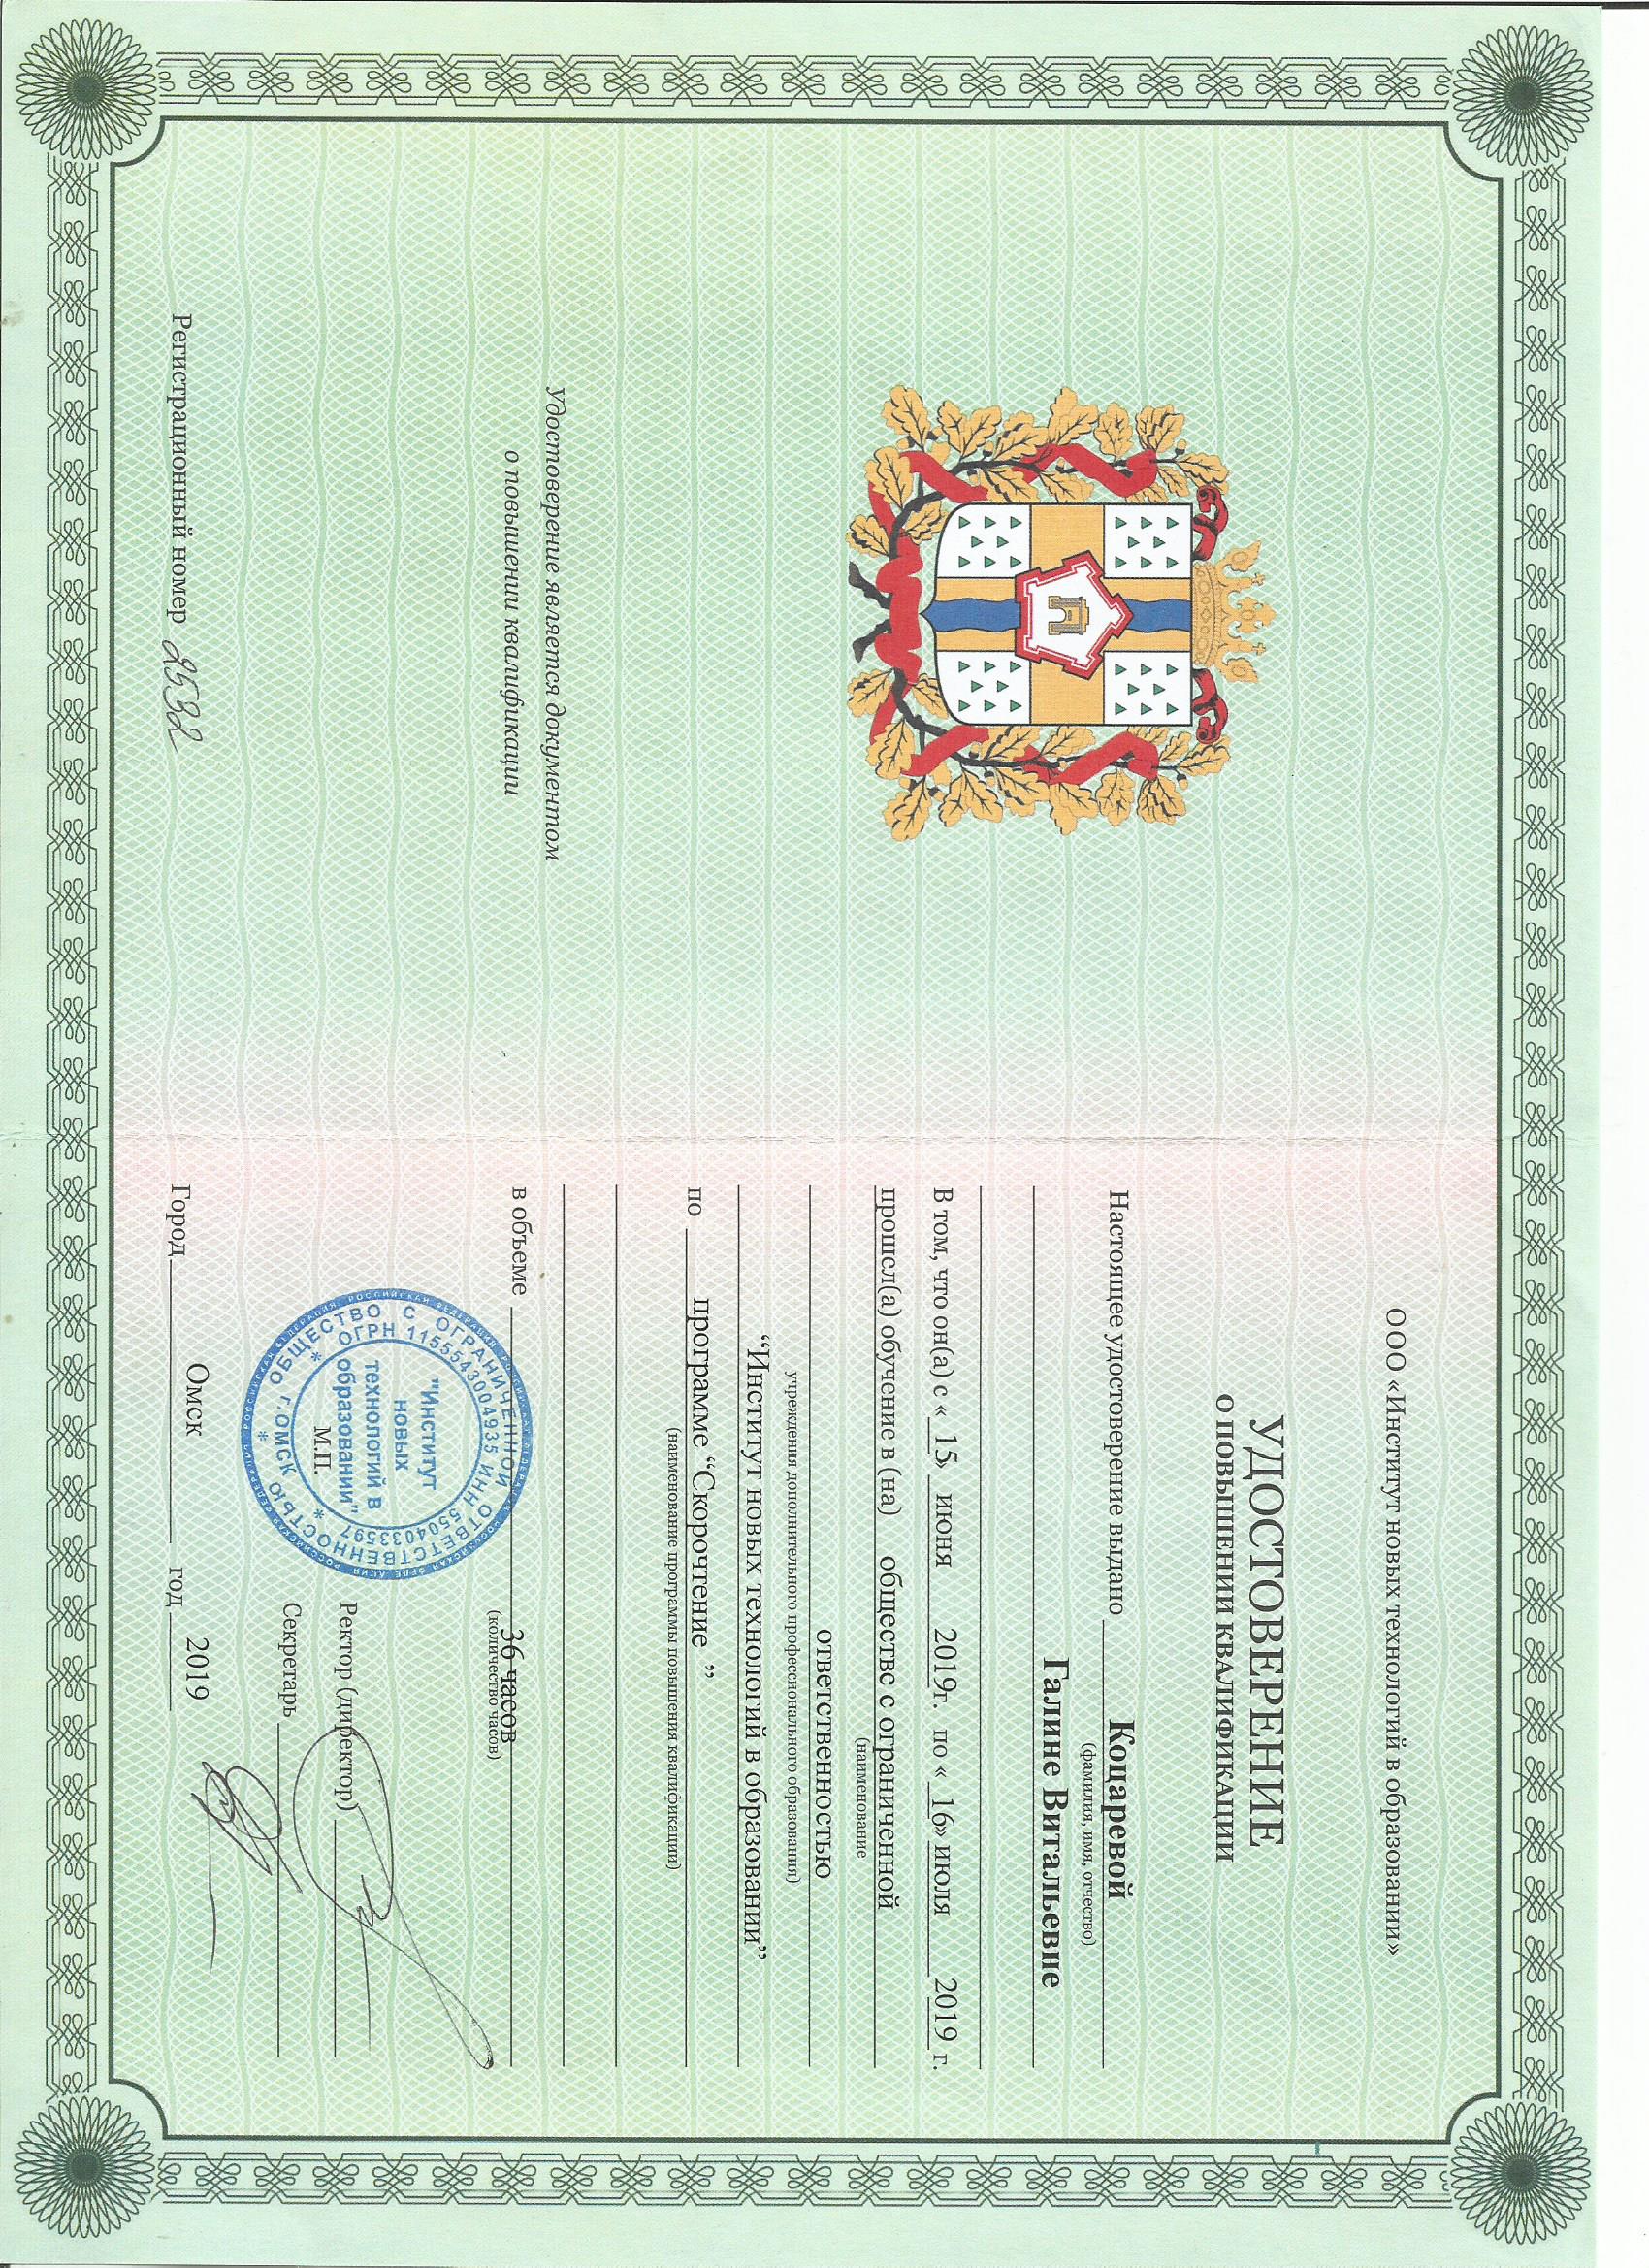 Удостоверение является документом
о повышении квалификации
Регистрационный номер 2532
ООО «Институт новых технологий в образовании»
УДОСТОВЕРЕНИЕ
О ПОВЫШЕНИИ КВАЛИФИКАЦИИ
Настоящее удостоверение выдано Коцаревой
(фамилия, имя, отчество)
Галине Витальевне
В том, что он(а) с « 15» июня 2019г. по « 16» июля 2019 г.
прошел(а) обучение в (на) обществе с ограниченной
(наименование
ответственностью
учреждения дополнительного профессионального образования)
“Институт новых технологий в образовании”
по программе “Скорочтение ”
(наименование программы повышения квалификации)
в объеме 36 часов
(количество часов)
ОБЩЕСТВО С ОГРАНИЧЕННОЙ ОТВЕТСТВЕННОСТЬЮ
* ОГРН 1155543004935 ИНН 5504033597 *
"Институт
новых
технологий в
образовании"
М.П.
г.ОМСК
Ректор (директор)
Секретарь
Город Омск год 2019